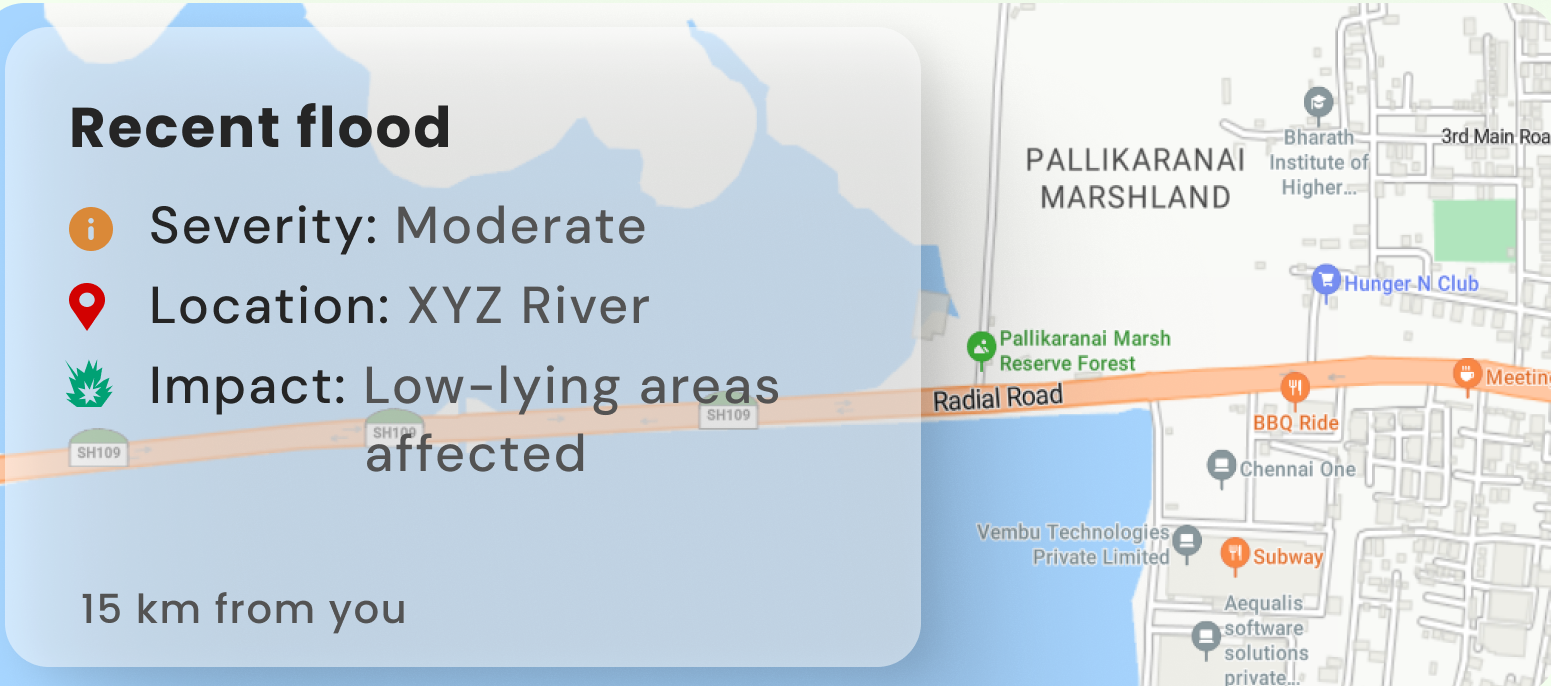 Recent flood
Severity: Moderate
Location: XYZ River
Impact: Low-lying areas
affected
15 km from you
SH109
SH109
SH109
PALLIKARANAI
MARSHLAND
Bharath
Institute of
Higher...
3rd Main Roa
Hunger N Club
Pallikaranai Marsh
Reserve Forest
Radial Road
BBQ Ride
Meeting
Chennai One
Vembu Technologies
Private Limited
Subway
Aequalis
software
solutions
private...